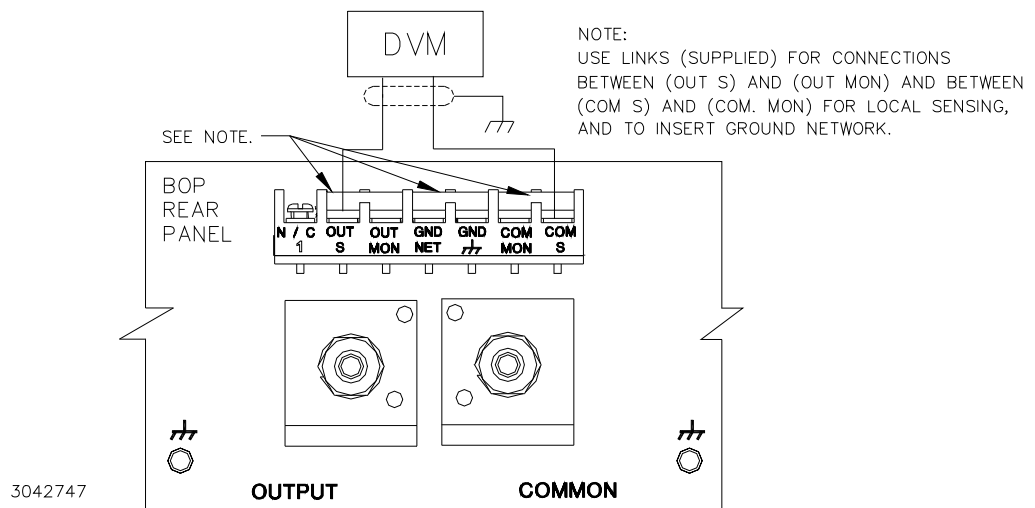 DVM
NOTE:
USE LINKS (SUPPLIED) FOR CONNECTIONS
BETWEEN (OUT S) AND (OUT MON) AND BETWEEN
(COM S) AND (COM. MON) FOR LOCAL SENSING,
AND TO INSERT GROUND NETWORK.
SEE NOTE.
BOP
REAR
PANEL
N / C
1
OUT
S
OUT
MON
GND
NET
GND
COM
MON
COM
S
3042747
OUTPUT
COMMON